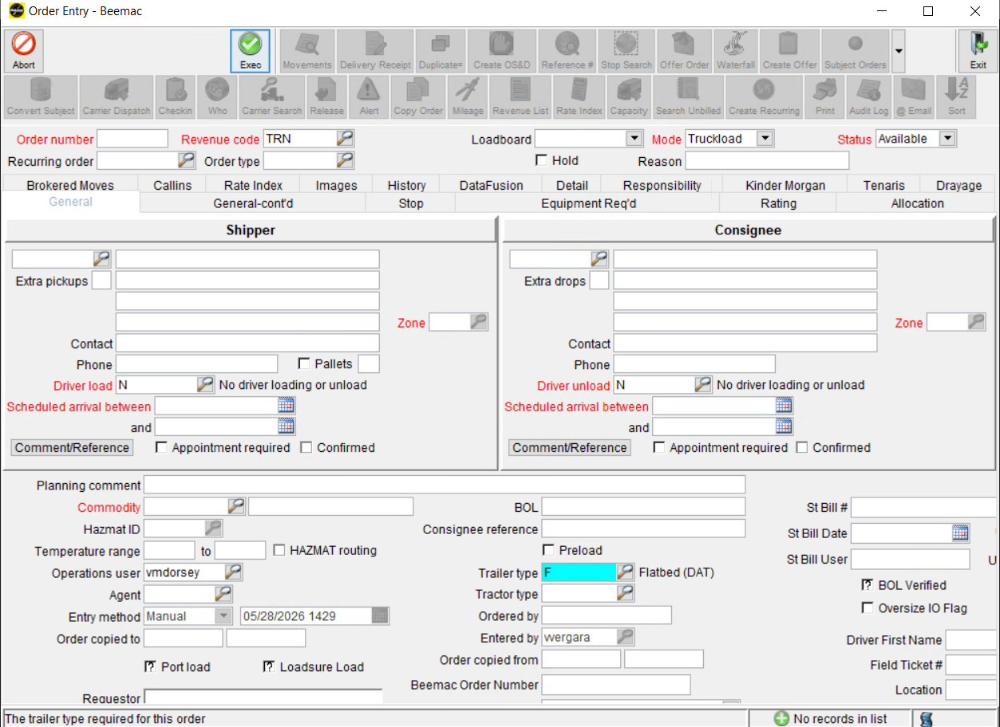 Order Entry - Beemac
Abort
Exec
Movements
Delivery Receipt
Duplicate=
Create OS&D
Reference #
Stop Search
Offer Order
Waterfall
Create Offer
Subject Orders
Exit
Convert Subject
Carrier Dispatch
Checkin
Who
Carrier Search
Release
Alert
Copy Order
Mileage
Revenue List
Rate Index
Capacity
Search Unbilled
Create Recurring
Print
Audit Log
@ Email
Sort
Order number
Revenue code TRN
Loadboard
Mode Truckload
Status Available
Recurring order
Order type
Hold
Reason
Brokered Moves Callins Rate Index Images History DataFusion Detail Responsibility Kinder Morgan Tenaris Drayage
General General-cont'd Stop Equipment Req'd Rating Allocation
Shipper
Extra pickups
Zone
Contact
Phone
Pallets
Driver load N No driver loading or unload
Scheduled arrival between
and
Comment/Reference Appointment required Confirmed
Consignee
Extra drops
Zone
Contact
Phone
Driver unload N No driver loading or unload
Scheduled arrival between
and
Comment/Reference Appointment required Confirmed
Planning comment
Commodity
Hazmat ID
Temperature range to HAZMAT routing
Operations user vmdorsey
Agent
Entry method Manual 05/28/2026 1429
Order copied to
? Port load ? Loadsure Load
Requestor
BOL
Consignee reference
Preload
Trailer type F Flatbed (DAT)
Tractor type
Ordered by
Entered by vvergara
Order copied from
Beemac Order Number
St Bill #
St Bill Date
St Bill User
U
? BOL Verified
Oversize IO Flag
Driver First Name
Field Ticket #
Location
The trailer type required for this order
No records in list